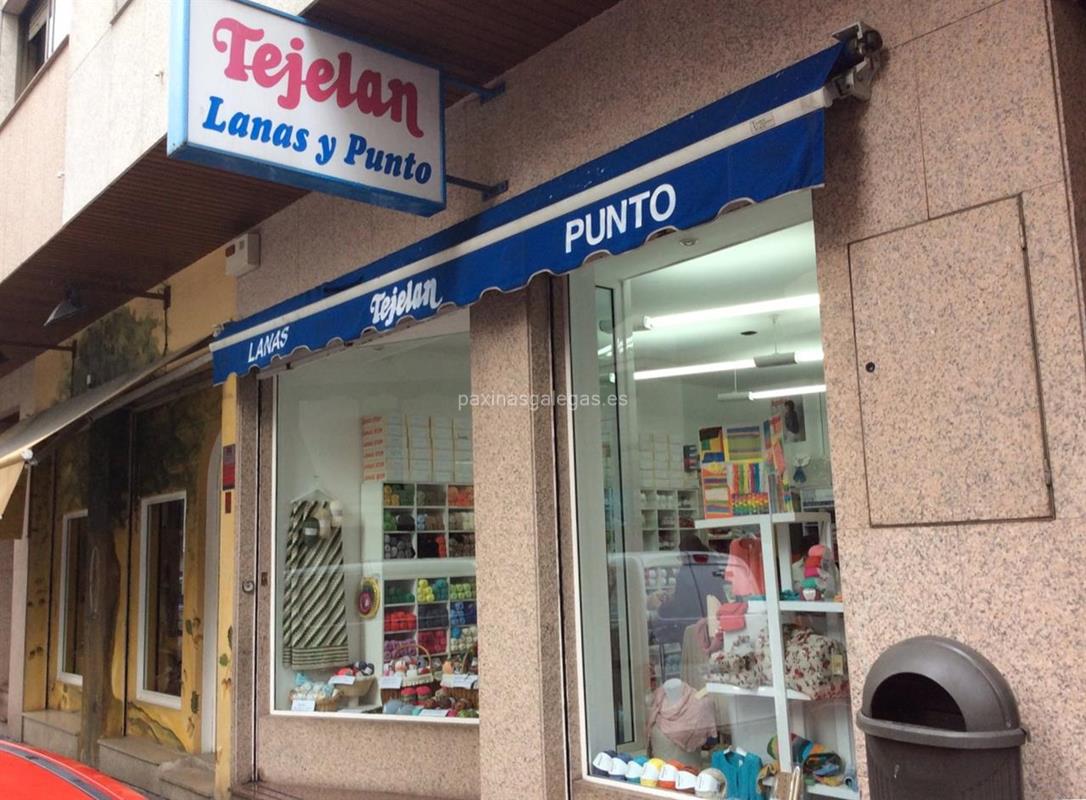 Tejelan
Lanas y Punto
LANAS
Tejelan
PUNTO
paxinasgalegas.es